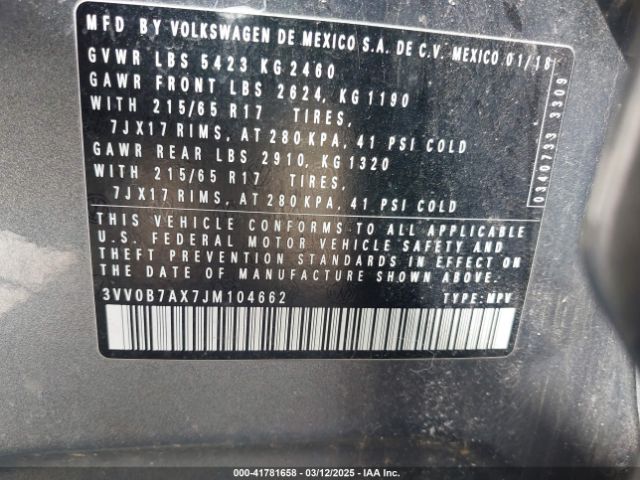 MFD BY VOLKSWAGEN DE MEXICO S.A. DE C.V. MEXICO 01/18
GVWR LBS 5423 KG 2460
GAWR FRONT LBS 2624, KG 1190
WITH 215/65 R17 TIRES,
7JX17 RIMS, AT 280 KPA, 41 PSI COLD
GAWR REAR LBS 2910, KG 1320
WITH 215/65 R17 TIRES,
7JX17 RIMS, AT 280 KPA, 41 PSI COLD
THIS VEHICLE CONFORMS TO ALL APPLICABLE
U.S. FEDERAL MOTOR VEHICLE SAFETY AND
THEFT PREVENTION STANDARDS IN EFFECT ON
THE DATE OF MANUFACTURE SHOWN ABOVE.
3VV0B7AX7JM104662 TYPE: MPV
0340733 3309
000-41781658 - 03/12/2025 - IAA Inc.